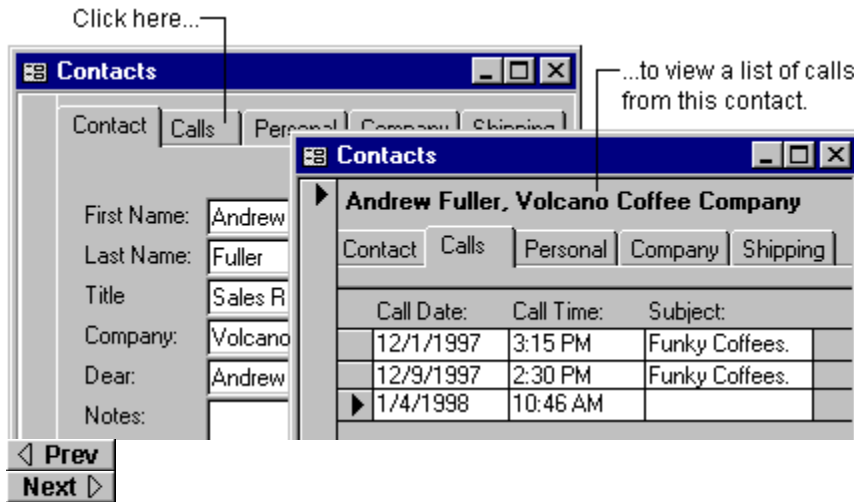 Click here...
Contacts
...to view a list of calls
from this contact.
Contact Calls Personal Company Shipping
First Name: Andrew
Last Name: Fuller
Title Sales R
Company: Volcano
Dear: Andrew
Notes:
Contacts
Andrew Fuller, Volcano Coffee Company
Contact Calls Personal Company Shipping
Call Date: Call Time: Subject:
12/1/1997 3:15 PM Funky Coffees.
12/9/1997 2:30 PM Funky Coffees.
1/4/1998 10:46 AM
Prev
Next